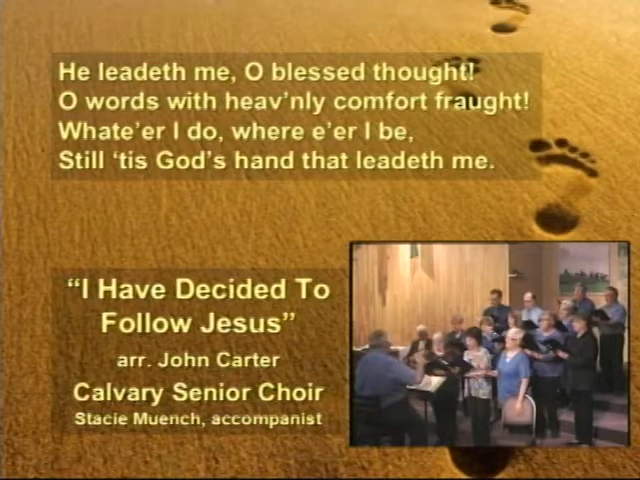 He leadeth me, O blessed thought!
O words with heav'nly comfort fraught!
Whate'er I do, where e'er I be,
Still ‘tis God's hand that leadeth me.
“I Have Decided To
Follow Jesus”
arr. John Carter
Calvary Senior Choir
Stacie Muench, accompanist